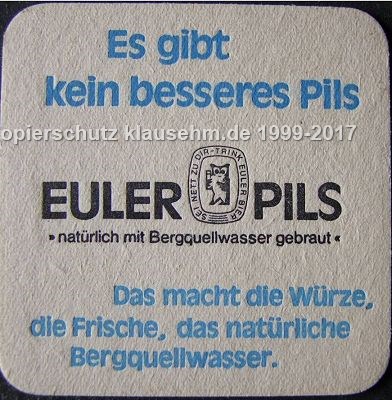 Es gibt
kein besseres Pils
opierschutz klausehm.de 1999-2017
EULER PILS
SEI NETT ZU DIR-TRINK EULER BIER
»natürlich mit Bergquellwasser gebraut«
Das macht die Würze,
die Frische, das natürliche
Bergquellwasser.